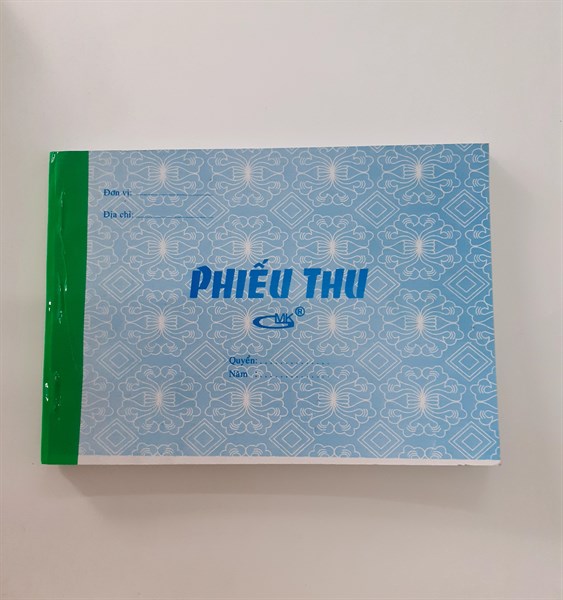 Đơn vị:.........................
Địa chỉ:........................
PHIẾU THU
MK®
Quyển:................
Năm :................